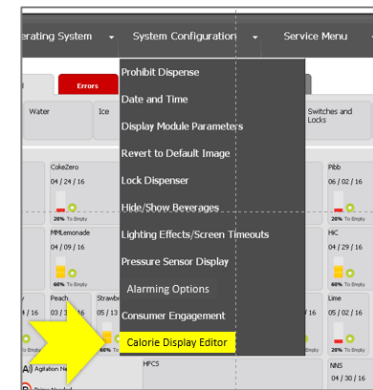 erating System
System Configuration
Service Menu
Errors
Prohibit Dispense
Water
Ice
Date and Time
Switches and
Locks
Display Module Parameters
Revert to Default Image
CokeZero
04 / 24 / 16
20% To Empty
Lock Dispenser
Pibb
06 / 02 / 16
20% To Empty
Hide/Show Beverages
MMLemonade
04 / 09 / 16
60% To Empty
Lighting Effects/Screen Timeouts
HiC
04 / 29 / 16
60% To Empty
Pressure Sensor Display
Alarming Options
Peach
Strawb
05 / 13
Consumer Engagement
/ 16
Lime
05 / 02 / 16
20% To Empty
Calorie Display Editor
A)) Agitation
HFCS
NNS
04 / 30 / 16